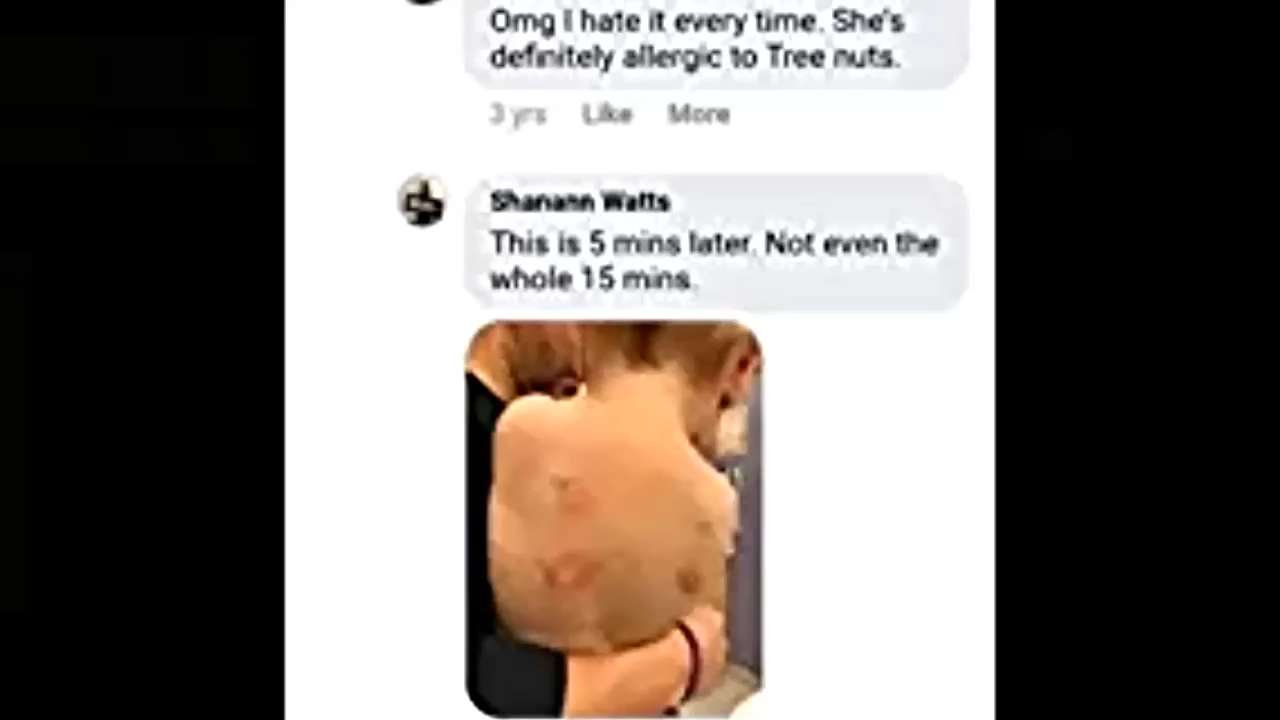 Omg I hate it every time. She's
definitely allergic to Tree nuts.
3 yrs Like More
Shanann Watts
This is 5 mins later. Not even the
whole 15 mins.